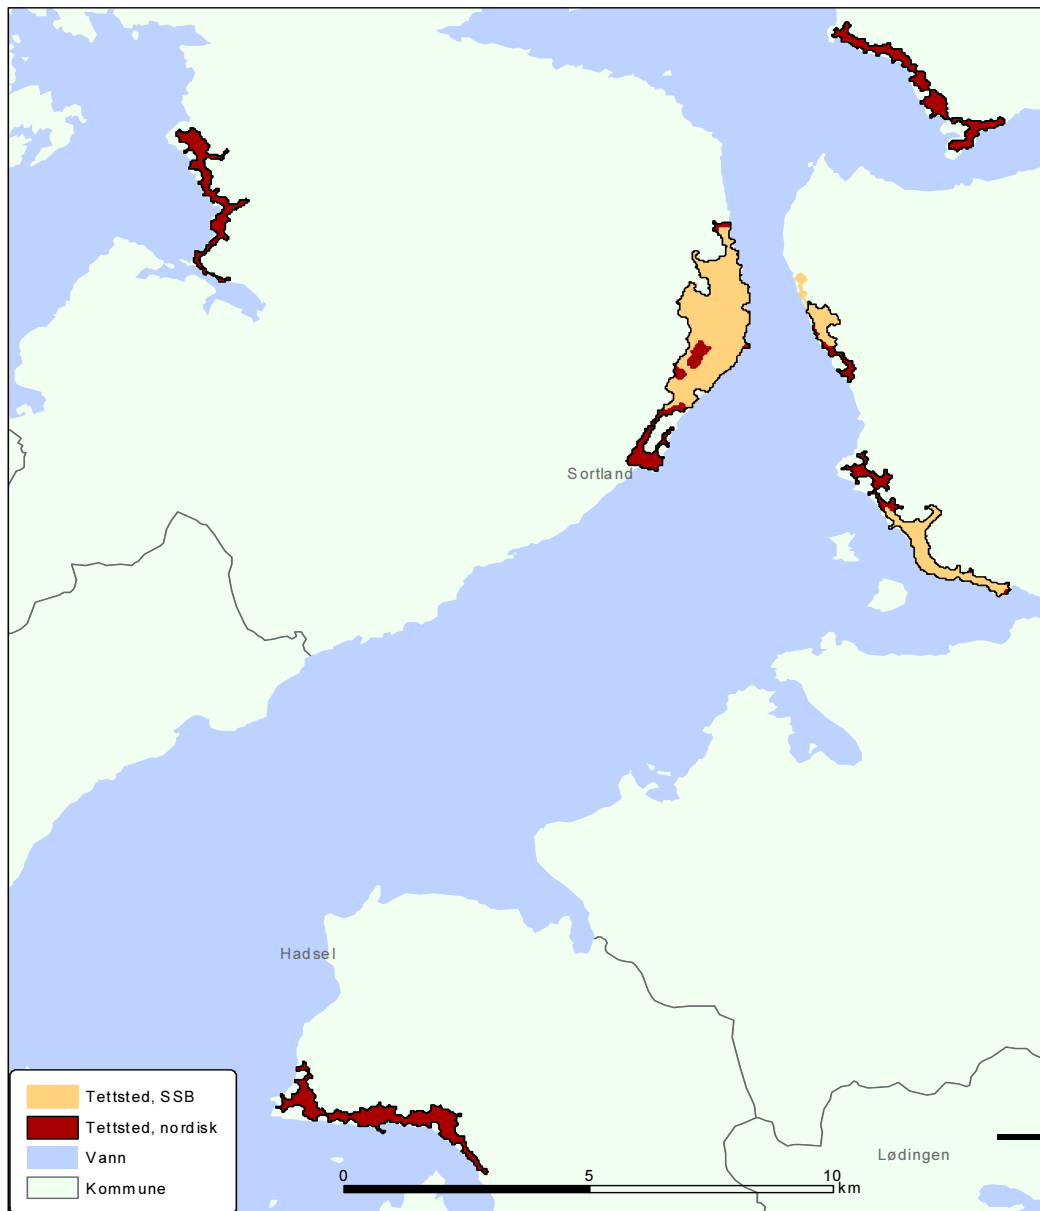 Sortland
Hadsel
Tettsted, SSB
Tettsted, nordisk
Vann
Kommune
Lødingen
0 5 10
km